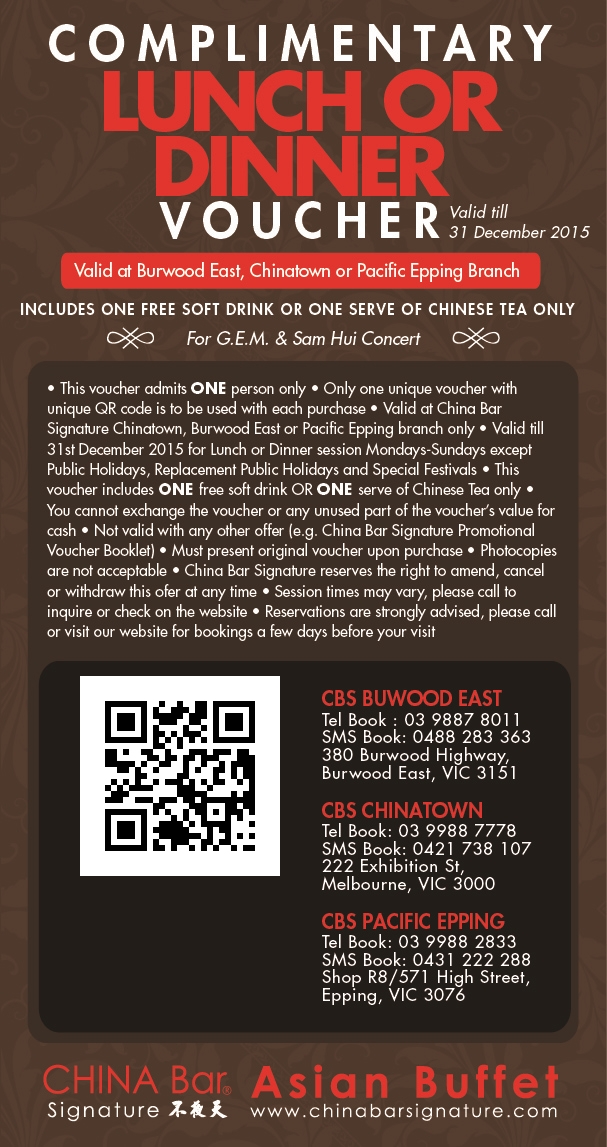 COMPLIMENTARY
LUNCH OR
DINNER
VOUCHER Valid till
31 December 2015
Valid at Burwood East, Chinatown or Pacific Epping Branch
INCLUDES ONE FREE SOFT DRINK OR ONE SERVE OF CHINESE TEA ONLY
For G.E.M. & Sam Hui Concert
• This voucher admits ONE person only • Only one unique voucher with
unique QR code is to be used with each purchase • Valid at China Bar
Signature Chinatown, Burwood East or Pacific Epping branch only • Valid till
31st December 2015 for Lunch or Dinner session Mondays-Sundays except
Public Holidays, Replacement Public Holidays and Special Festivals • This
voucher includes ONE free soft drink OR ONE serve of Chinese Tea only •
You cannot exchange the voucher or any unused part of the voucher's value for
cash • Not valid with any other offer (e.g. China Bar Signature Promotional
Voucher Booklet) • Must present original voucher upon purchase • Photocopies
are not acceptable • China Bar Signature reserves the right to amend, cancel
or withdraw this ofer at any time • Session times may vary, please call to
inquire or check on the website • Reservations are strongly advised, please call
or visit our website for bookings a few days before your visit
CBS BUWOOD EAST
Tel Book : 03 9887 8011
SMS Book: 0488 283 363
380 Burwood Highway,
Burwood East, VIC 3151
CBS CHINATOWN
Tel Book: 03 9988 7778
SMS Book: 0421 738 107
222 Exhibition St,
Melbourne, VIC 3000
CBS PACIFIC EPPING
Tel Book: 03 9988 2833
SMS Book: 0431 222 288
Shop R8/571 High Street,
Epping, VIC 3076
CHINA Bar® Asian Buffet
Signature 不夜天 www.chinabarsignature.com